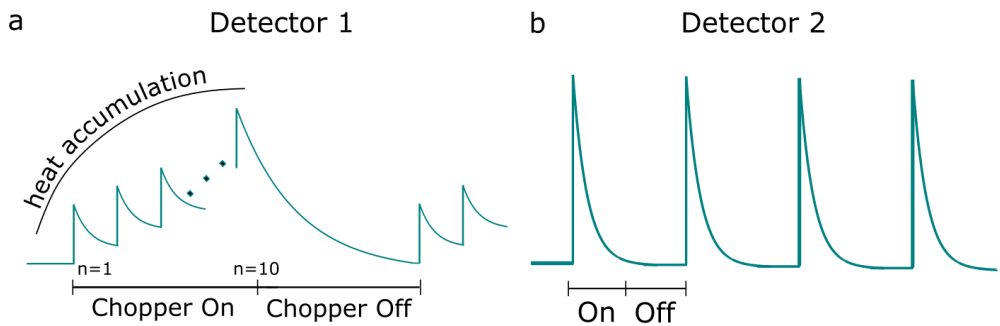 a
Detector 1
heat accumulation
n=1
n=10
Chopper On
Chopper Off
b
Detector 2
On
Off